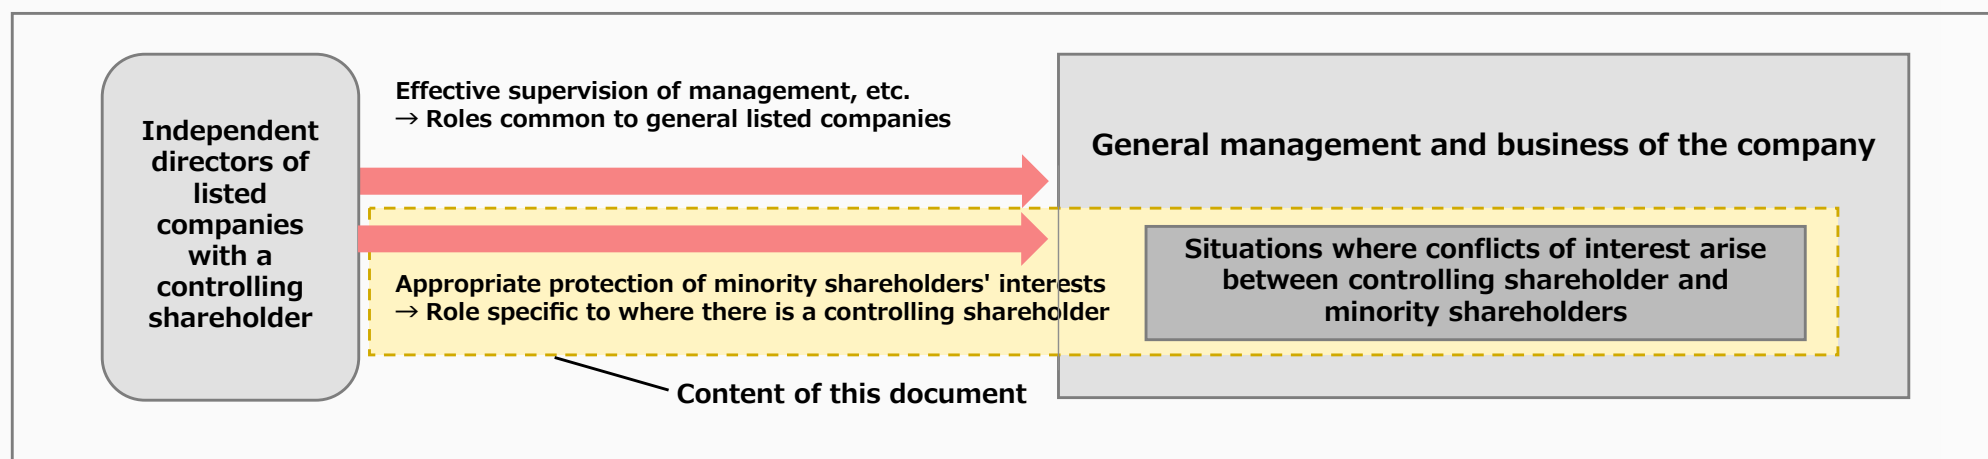 Independent
directors of
listed
companies
with a
controlling
shareholder
Effective supervision of management, etc.
→ Roles common to general listed companies
General management and business of the company
Appropriate protection of minority shareholders' interests
→ Role specific to where there is a controlling shareholder
Situations where conflicts of interest arise
between controlling shareholder and
minority shareholders
Content of this document